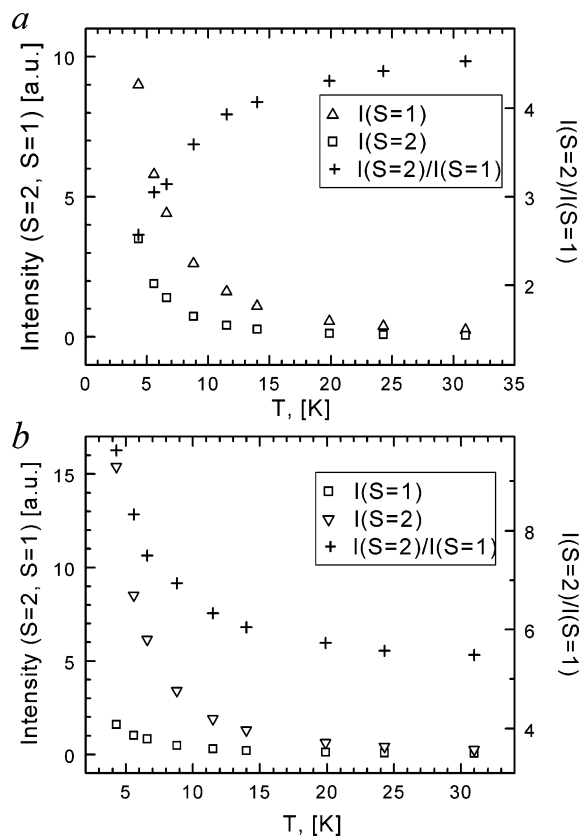 a
Intensity (S=2, S=1) [a.u.]
10
5
0
I(S=1)
I(S=2)
I(S=2)/I(S=1)
4
3
2
I(S=2)/I(S=1)
0 5 10 15 20 25 30 35
T, [K]
b
Intensity (S=2, S=1) [a.u.]
15
10
5
0
I(S=1)
I(S=2)
I(S=2)/I(S=1)
8
6
4
I(S=2)/I(S=1)
5 10 15 20 25 30
T, [K]